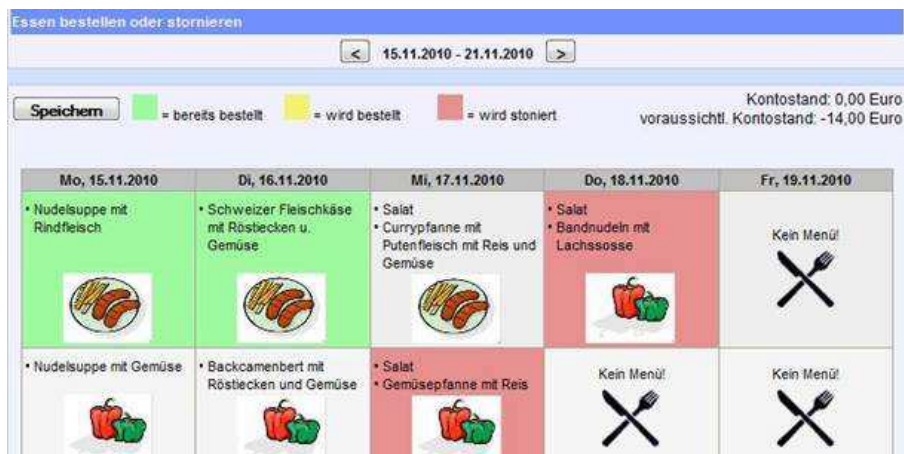 Essen bestellen oder stornieren
< 15.11.2010 - 21.11.2010 >
Speichern = bereits bestellt = wird bestellt = wird stoniert
Kontostand: 0,00 Euro
voraussichtl. Kontostand: -14,00 Euro
Mo, 15.11.2010 Di, 16.11.2010 Mi, 17.11.2010 Do, 18.11.2010 Fr, 19.11.2010
• Nudelsuppe mit
Rindfleisch
• Schweizer Fleischkäse
mit Röstiecken u.
Gemüse
• Salat
• Currypfanne mit
Putenfleisch mit Reis und
Gemüse
• Salat
• Bandnudeln mit
Lachssosse
Kein Menü!
• Nudelsuppe mit Gemüse
• Backcamenbert mit
Röstiecken und Gemüse
• Salat
• Gemüsepfanne mit Reis
Kein Menü!
Kein Menü!